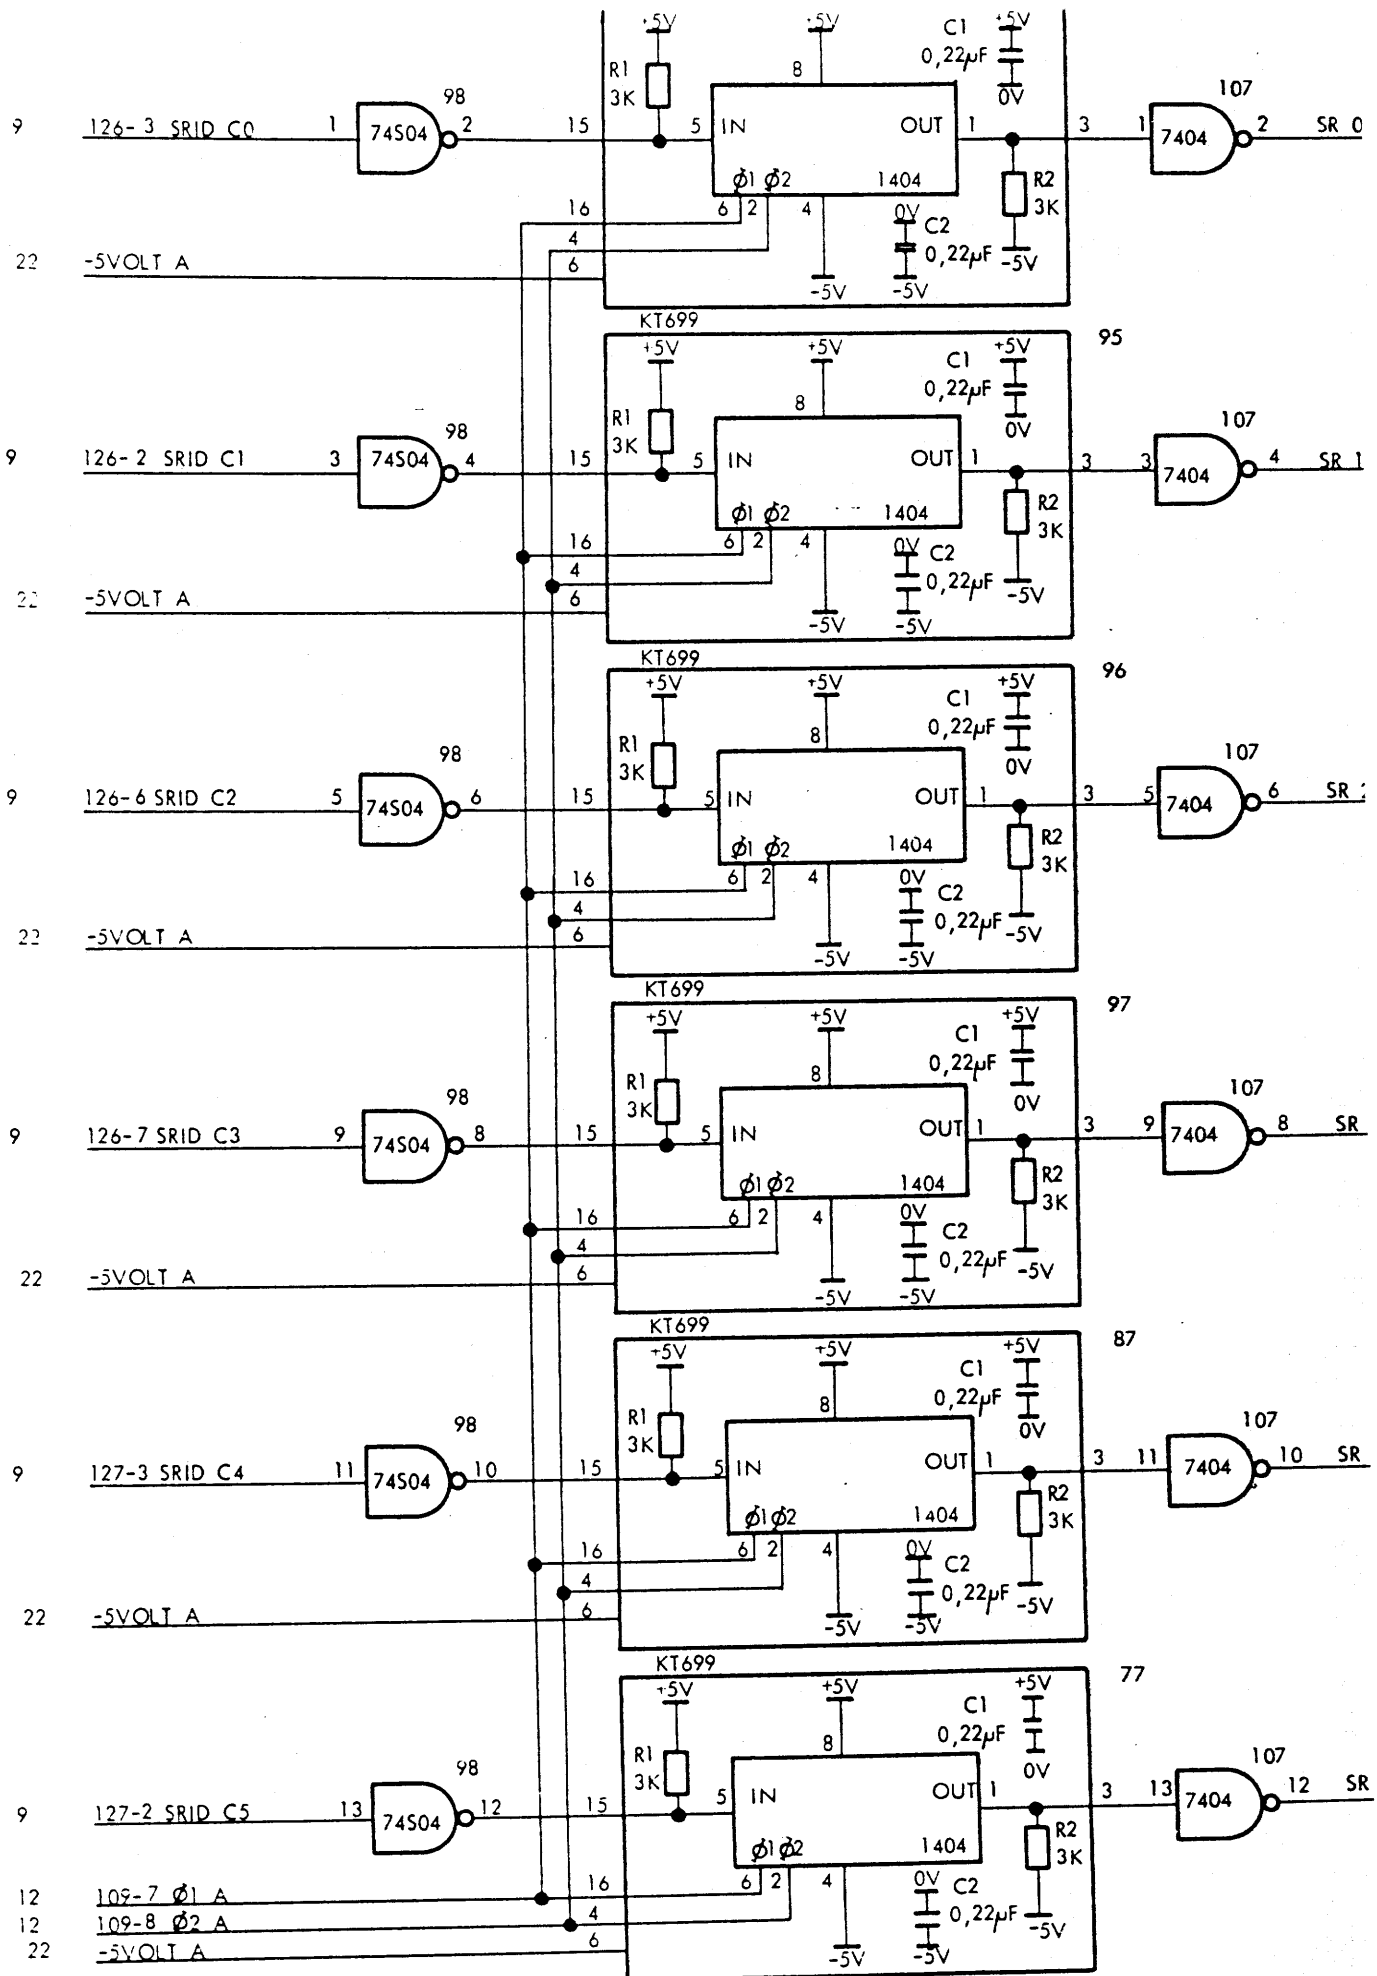 +5V +5V C1 +5V
0,22µF
R1 3K 8 0V
9 126-3 SRID C0 1 74S04 98 2 15 5 IN OUT 1 3 1 7404 107 2 SR 0
ϕ1 ϕ2 1404 R2 3K
16 6 2 4 0V C2
4 0,22µF -5V
22 -5VOLT A 6 -5V -5V
KT699 95
+5V +5V C1 +5V
0,22µF
R1 3K 8 0V
9 126-2 SRID C1 3 74S04 98 4 15 5 IN OUT 1 3 3 7404 107 4 SR 1
ϕ1 ϕ2 1404 R2 3K
16 6 2 4 0V C2
4 0,22µF -5V
22 -5VOLT A 6 -5V -5V
KT699 96
+5V +5V C1 +5V
0,22µF
R1 3K 8 0V
9 126-6 SRID C2 5 74S04 98 6 15 5 IN OUT 1 3 5 7404 107 6 SR
ϕ1 ϕ2 1404 R2 3K
16 6 2 4 0V C2
4 0,22µF -5V
22 -5VOLT A 6 -5V -5V
KT699 97
+5V +5V C1 +5V
0,22µF
R1 3K 8 0V
9 126-7 SRID C3 9 74S04 98 8 15 5 IN OUT 1 3 9 7404 107 8 SR
ϕ1 ϕ2 1404 R2 3K
16 6 2 4 0V C2
4 0,22µF -5V
22 -5VOLT A 6 -5V -5V
KT699 87
+5V +5V C1 +5V
0,22µF
R1 3K 8 0V
9 127-3 SRID C4 11 74S04 98 10 15 5 IN OUT 1 3 11 7404 107 10 SR
ϕ1 ϕ2 1404 R2 3K
16 6 2 4 0V C2
4 0,22µF -5V
22 -5VOLT A 6 -5V -5V
KT699 77
+5V +5V C1 +5V
0,22µF
R1 3K 8 0V
9 127-2 SRID C5 13 74S04 98 12 15 5 IN OUT 1 3 13 7404 107 12 SR
ϕ1 ϕ2 1404 R2 3K
12 109-7 Ø1 A 16 6 2 4 0V C2
12 109-8 Ø2 A 4 0,22µF -5V
22 -5VOLT A 6 -5V -5V